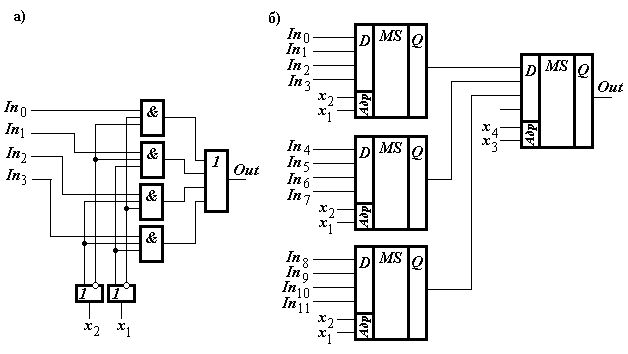 а)
In0
In1
In2
In3
&
&
&
&
1
Out
1
1
x2
x1
б)
In0
In1
In2
In3
x2
x1
D
MS
Q
Адр
In4
In5
In6
In7
x2
x1
D
MS
Q
Адр
In8
In9
In10
In11
x2
x1
D
MS
Q
Адр
D
MS
Q
Адр
x4
x3
Out